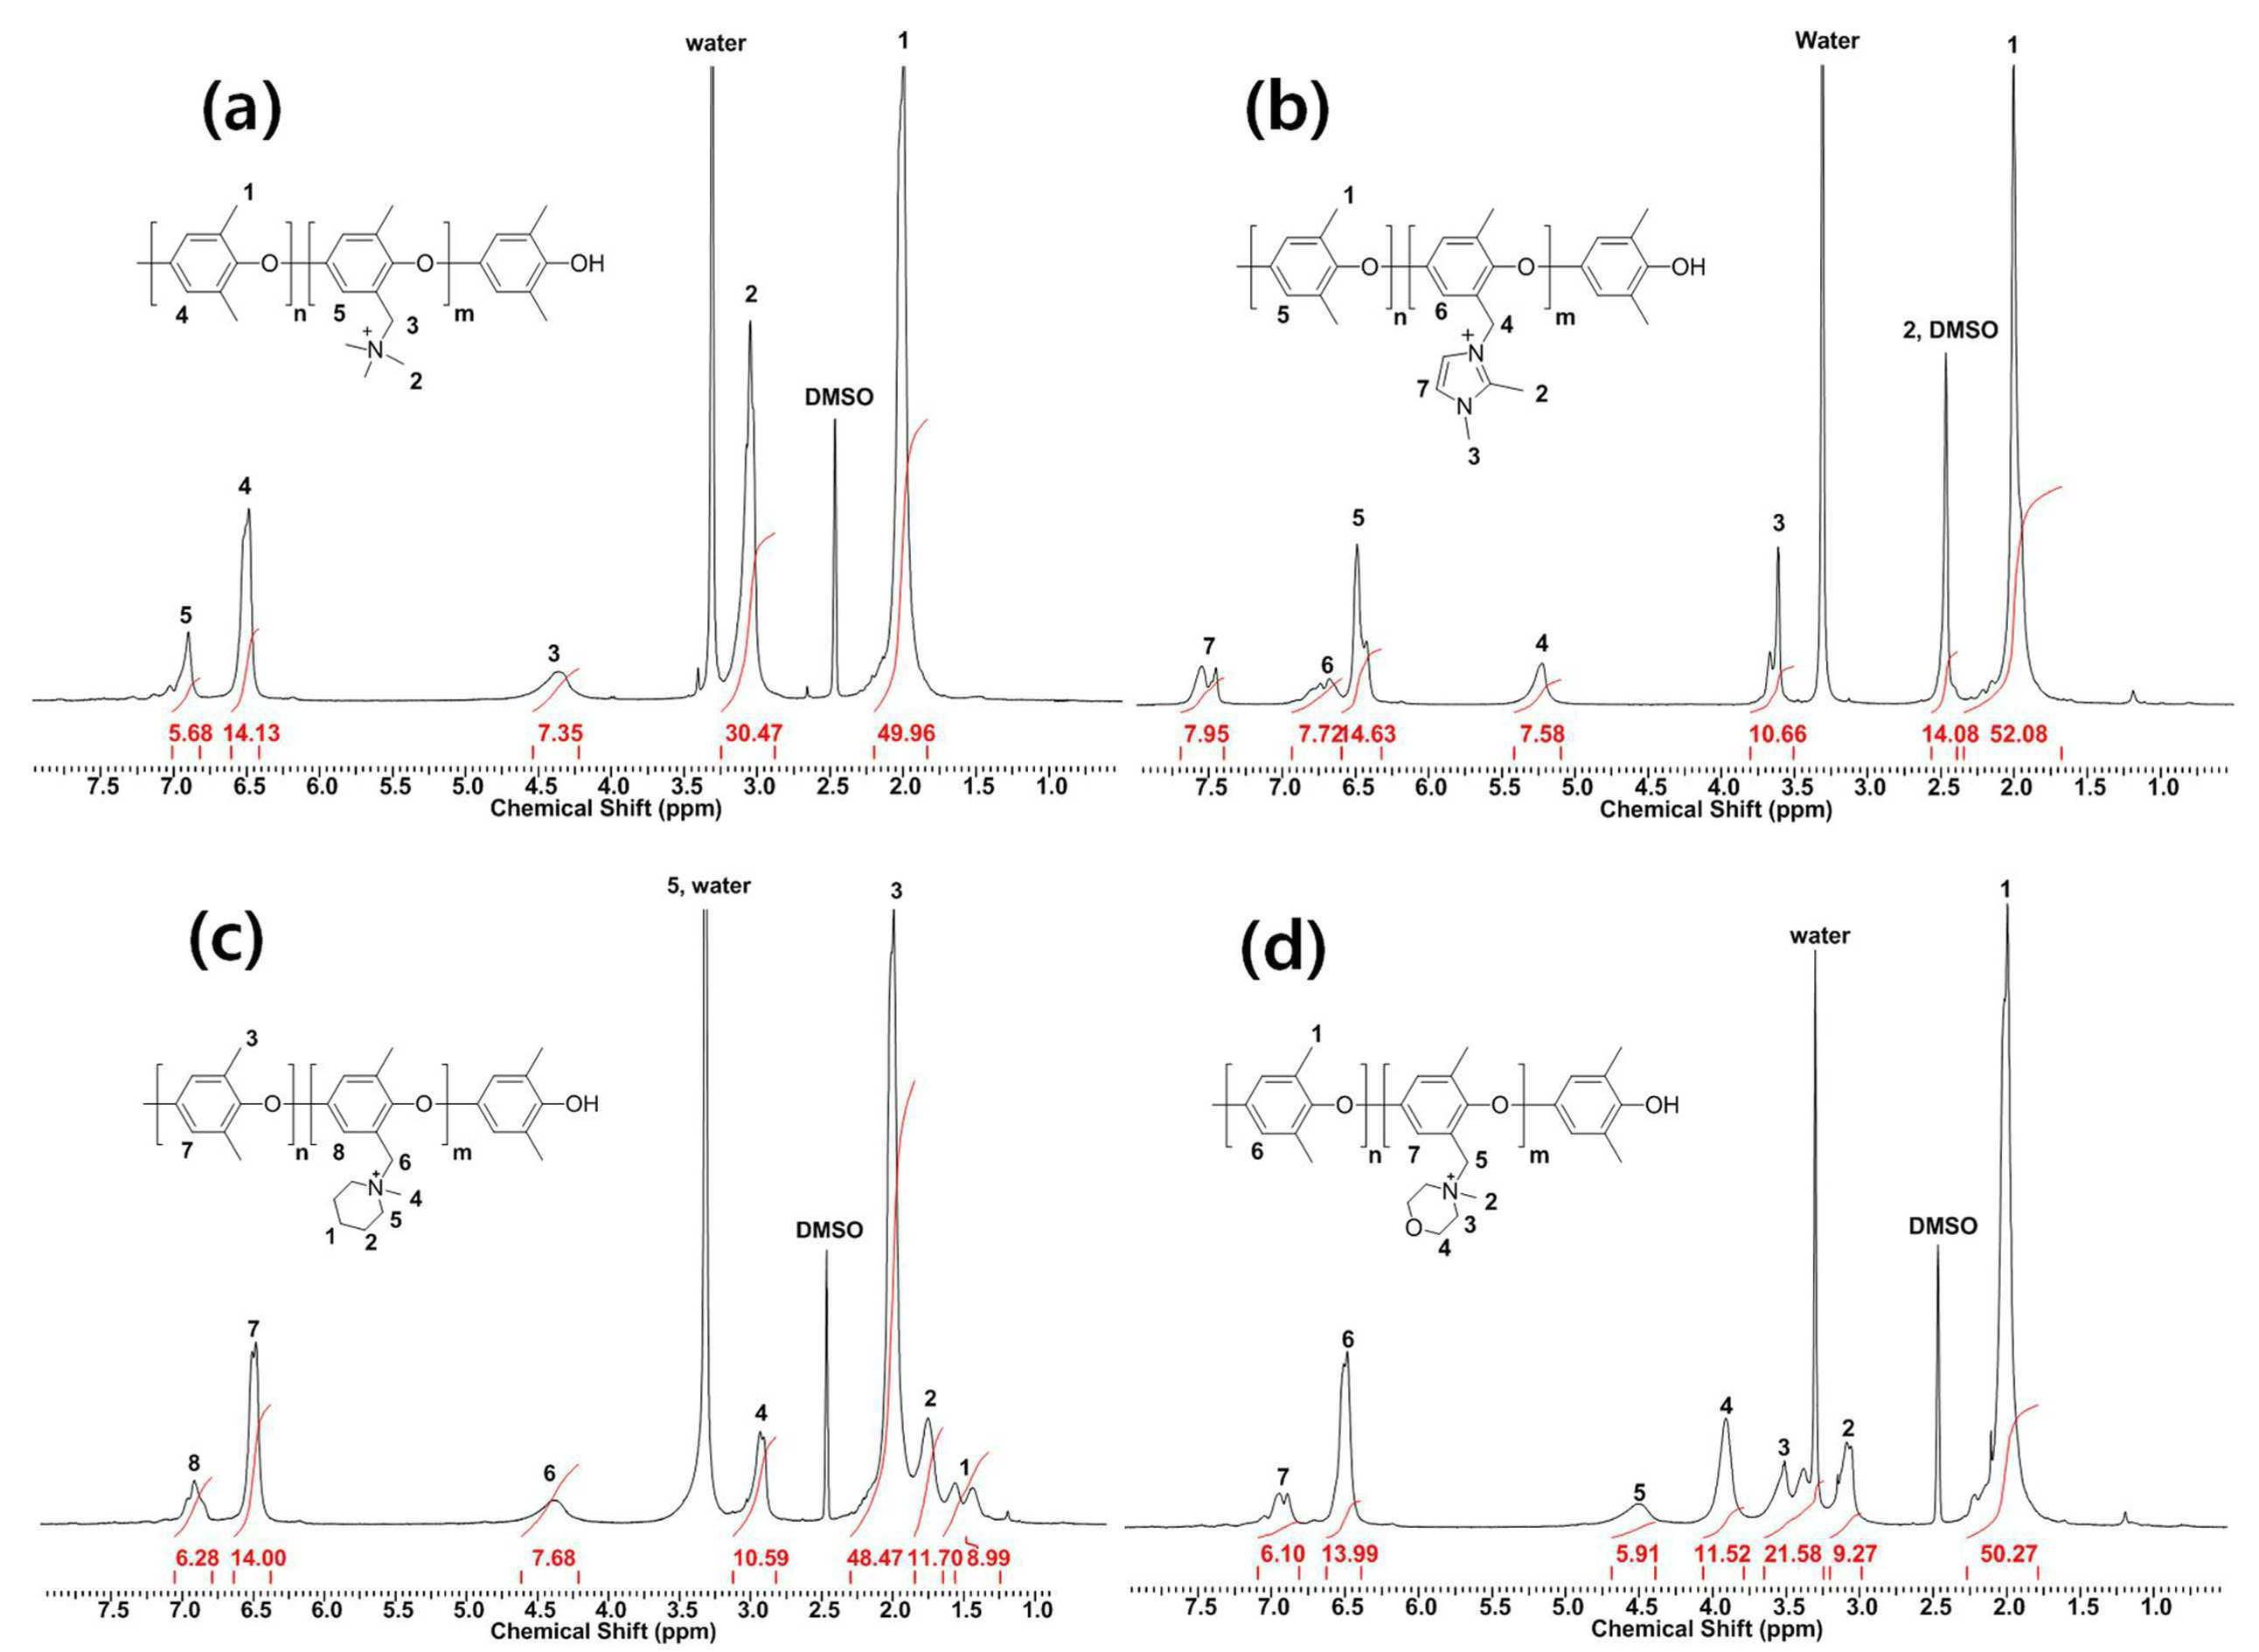 water
1
(a)
1
O
O
OH
4
n
5
3
m
+
N
2
2
DMSO
4
5
3
5.68 14.13 7.35 30.47 49.96
7.5 7.0 6.5 6.0 5.5 5.0 4.5 4.0 3.5 3.0 2.5 2.0 1.5 1.0
Chemical Shift (ppm)
Water
1
(b)
1
O
O
OH
5
n
6
4
m
+
N
7
2
N
3
2, DMSO
5
3
7
6
4
7.95 7.72 14.63 7.58 10.66 14.08 52.08
7.5 7.0 6.5 6.0 5.5 5.0 4.5 4.0 3.5 3.0 2.5 2.0 1.5 1.0
Chemical Shift (ppm)
5, water
3
(c)
3
O
O
OH
7
n
8
6
m
+
N
4
5
1
2
DMSO
7
2
4
8
6
1
6.28 14.00 7.68 10.59 48.47 11.70 8.99
7.5 7.0 6.5 6.0 5.5 5.0 4.5 4.0 3.5 3.0 2.5 2.0 1.5 1.0
Chemical Shift (ppm)
1
water
(d)
1
O
O
OH
6
n
7
5
m
+
N
2
3
O
4
DMSO
6
4
2
3
7
5
6.10 13.99 5.91 11.52 21.58 9.27 50.27
7.5 7.0 6.5 6.0 5.5 5.0 4.5 4.0 3.5 3.0 2.5 2.0 1.5 1.0
Chemical Shift (ppm)